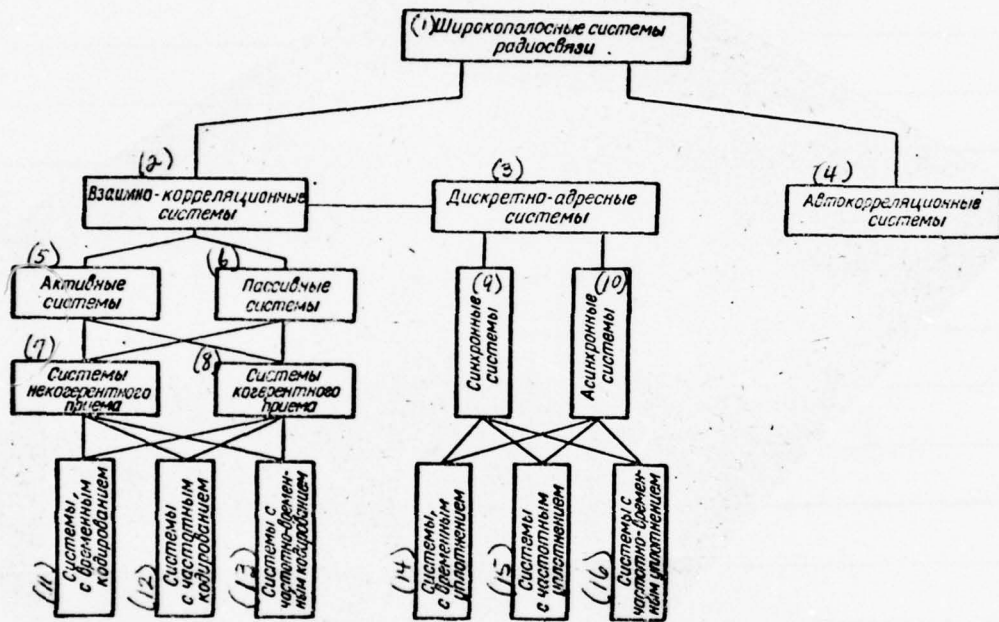 (1) Широкополосные системы
радиосвязи
(2)
Взаимно-корреляционные
системы
(3)
Дискретно-адресные
системы
(4)
Автокорреляционные
системы
(5)
Активные
системы
(6)
Пассивные
системы
(7)
Системы
некогерентного
приема
(8)
Системы
когерентного
приема
(9)
Синхронные
системы
(10)
Асинхронные
системы
(11)
Системы,
с временным
кодированием
(12)
Системы
с частотным
кодированием
(13)
Системы с
частотно-времен-
ным кодированием
(14)
Системы,
с временным
уплотнением
(15)
Системы
с частотным
уплотнением
(16)
Системы с
частотно-времен-
ным уплотнением